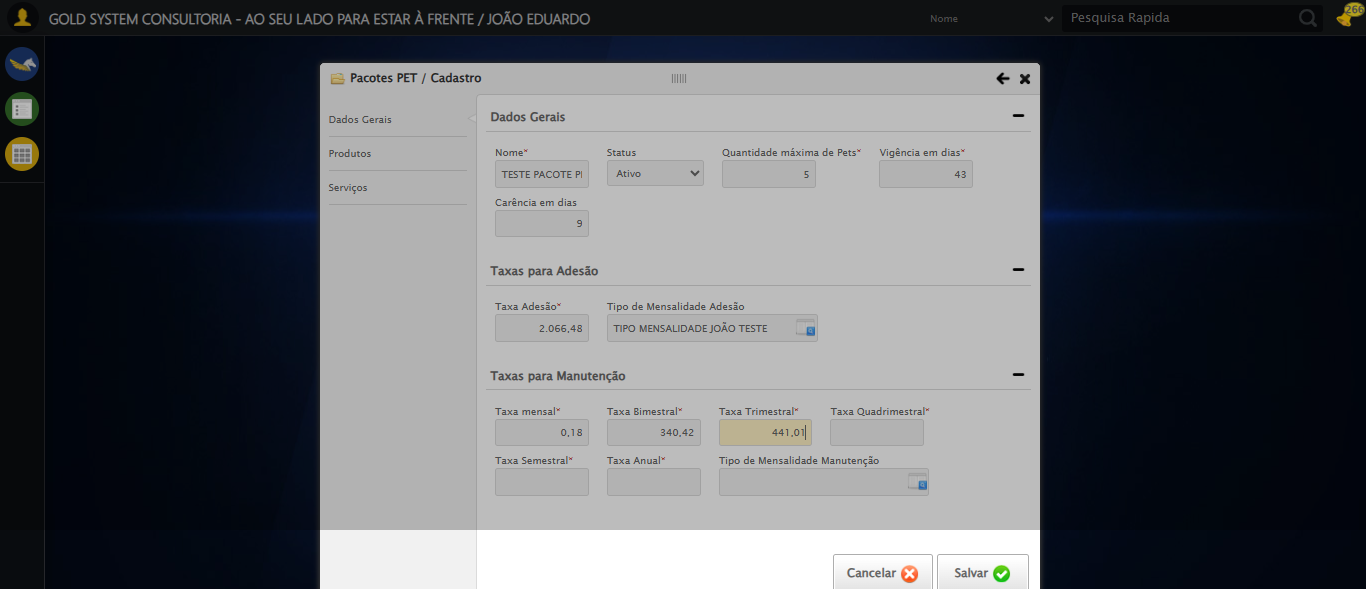 GOLD SYSTEM CONSULTORIA - AO SEU LADO PARA ESTAR À FRENTE / JOÃO EDUARDO
Nome
Pesquisa Rapida
266
Pacotes PET / Cadastro
Dados Gerais
Produtos
Serviços
Dados Gerais
Nome* Status Quantidade máxima de Pets* Vigência em dias*
TESTE PACOTE Ativo 5 43
Carência em dias
9
Taxas para Adesão
Taxa Adesão* Tipo de Mensalidade Adesão
2.066,48 TIPO MENSALIDADE JOÃO TESTE
Taxas para Manutenção
Taxa mensal* Taxa Bimestral* Taxa Trimestral* Taxa Quadrimestral*
0,18 340,42 441,01
Taxa Semestral* Taxa Anual* Tipo de Mensalidade Manutenção
Cancelar Salvar